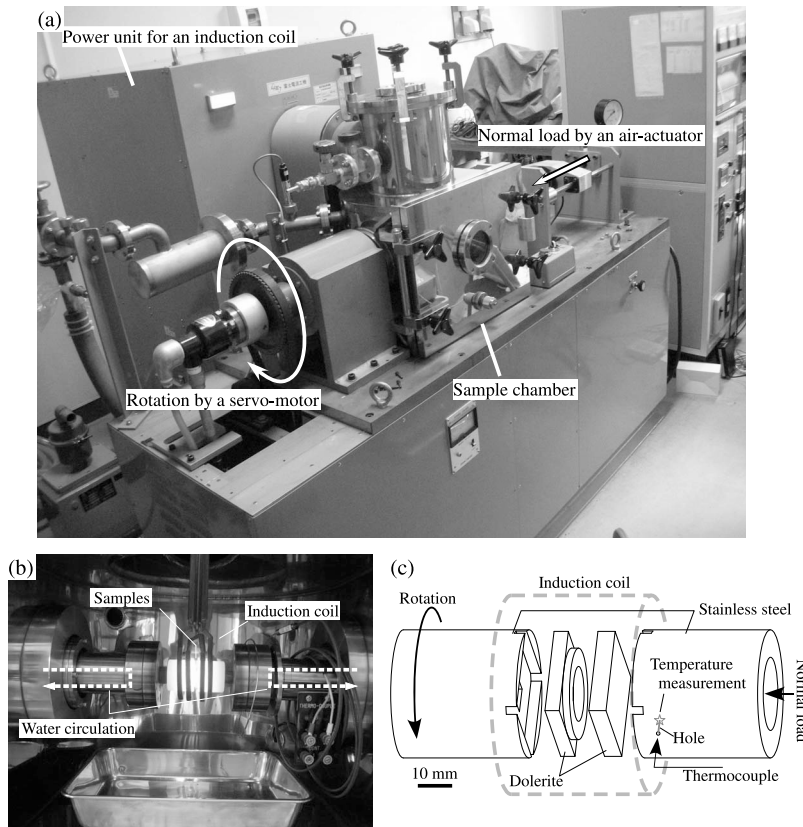 (a)
Power unit for an induction coil
Normal load by an air-actuator
Rotation by a servo-motor
Sample chamber
(b)
Samples
Induction coil
Water circulation
(c)
Induction coil
Rotation
Stainless steel
Temperature
measurement
Normal load
Hole
Thermocouple
Dolerite
10 mm